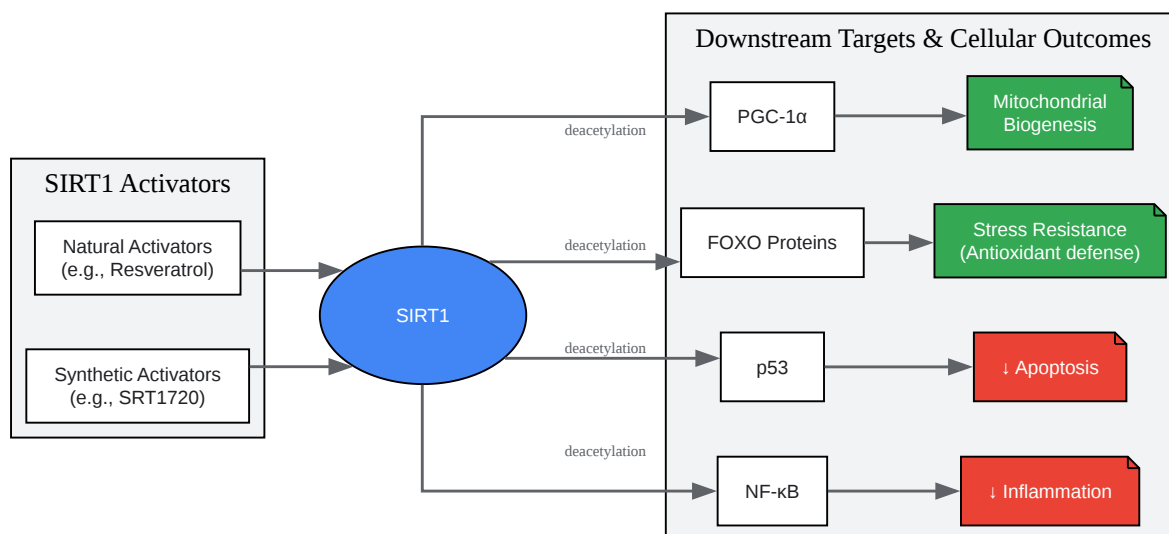 SIRT1 Activators
Natural Activators
(e.g., Resveratrol)
Synthetic Activators
(e.g., SRT1720)
SIRT1
deacetylation
deacetylation
deacetylation
deacetylation
Downstream Targets & Cellular Outcomes
PGC-1α
Mitochondrial
Biogenesis
FOXO Proteins
Stress Resistance
(Antioxidant defense)
p53
↓ Apoptosis
NF-κB
↓ Inflammation